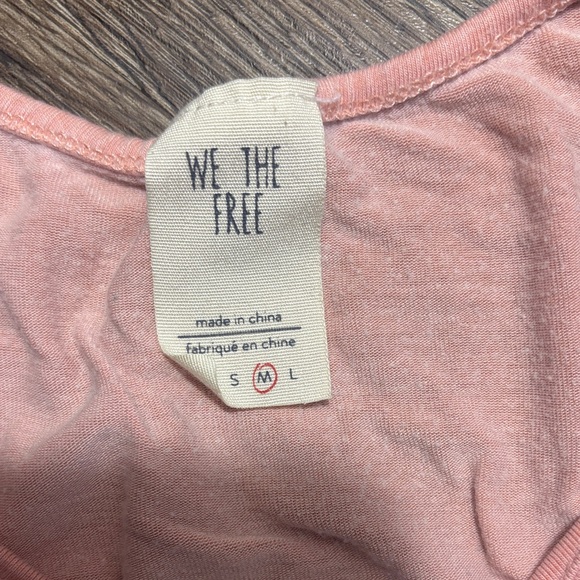 WE THE
FREE
made in china
fabriqué en chine
S M L